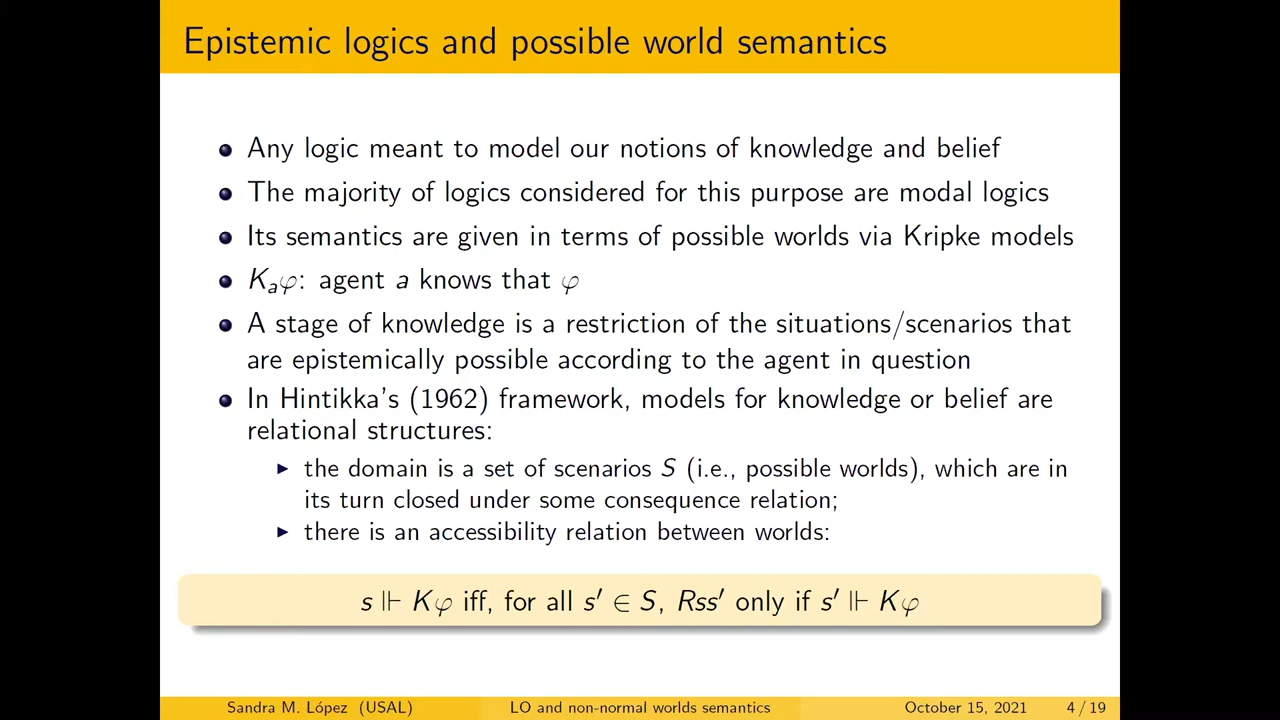 Epistemic logics and possible world semantics
Any logic meant to model our notions of knowledge and belief
The majority of logics considered for this purpose are modal logics
Its semantics are given in terms of possible worlds via Kripke models
Kₐφ: agent a knows that φ
A stage of knowledge is a restriction of the situations/scenarios that
are epistemically possible according to the agent in question
In Hintikka's (1962) framework, models for knowledge or belief are
relational structures:
the domain is a set of scenarios S (i.e., possible worlds), which are in
its turn closed under some consequence relation;
there is an accessibility relation between worlds:
s ⊩ Kφ iff, for all s′ ∈ S, Rss′ only if s′ ⊩ Kφ
Sandra M. López (USAL) LO and non-normal worlds semantics October 15, 2021 4 / 19